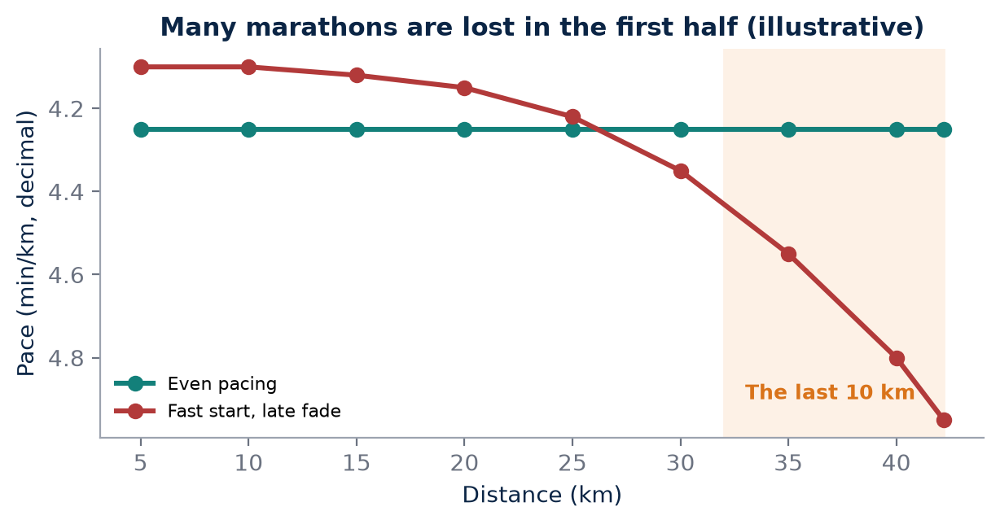 Many marathons are lost in the first half (illustrative)
Pace (min/km, decimal)
4.2
4.4
4.6
4.8
Even pacing
Fast start, late fade
The last 10 km
5 10 15 20 25 30 35 40
Distance (km)